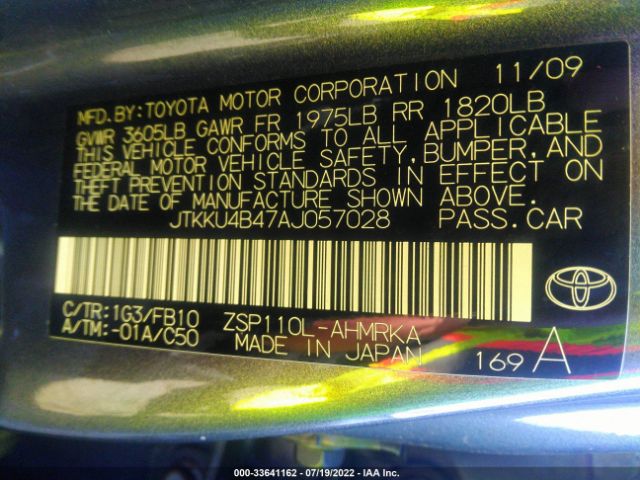 MFD.BY:TOYOTA MOTOR CORPORATION 11/09
GVWR 3605LB GAWR FR 1975LB RR 1820LB
THIS VEHICLE CONFORMS TO ALL APPLICABLE
FEDERAL MOTOR VEHICLE SAFETY,BUMPER,AND
THEFT PREVENTION STANDARDS IN EFFECT ON
THE DATE OF MANUFACTURE SHOWN ABOVE.
JTKKU4B47AJ057028 PASS.CAR
C/TR:1G3/FB10 ZSP110L-AHMRKA
A/TM:-01A/C50 MADE IN JAPAN 169 A
000-33641162 - 07/19/2022 - IAA Inc.